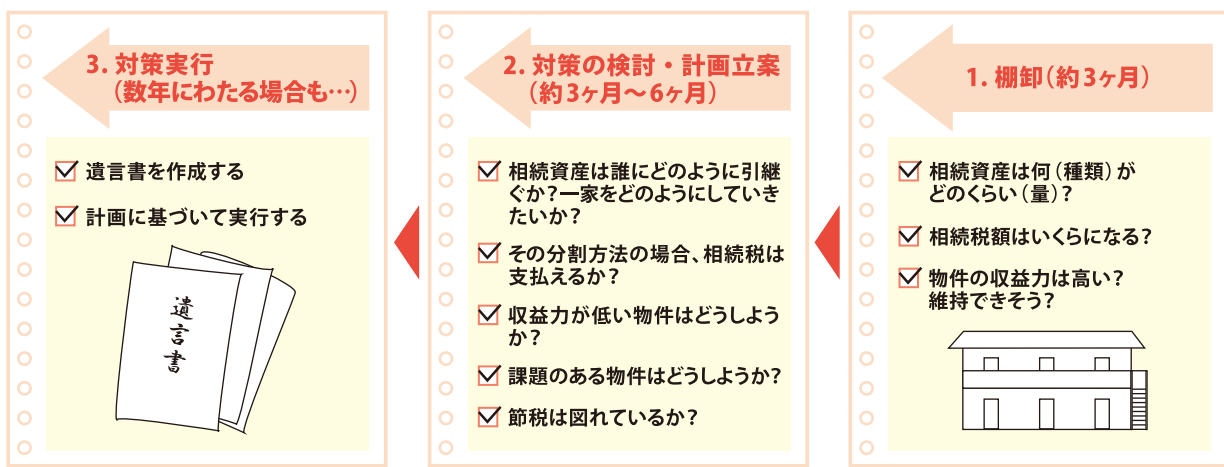 1. 棚卸（約3ヶ月）
相続資産は何（種類）が
どのくらい（量）？
相続税額はいくらになる？
物件の収益力は高い？
維持できそう？
2. 対策の検討・計画立案
（約3ヶ月～6ヶ月）
相続資産は誰にどのように引継
ぐか？一家をどのようにしていき
たいか？
その分割方法の場合、相続税は
支払えるか？
収益力が低い物件はどうしよう
か？
課題のある物件はどうしようか？
節税は図れているか？
3. 対策実行
（数年にわたる場合も…）
遺言書を作成する
計画に基づいて実行する
遺言書